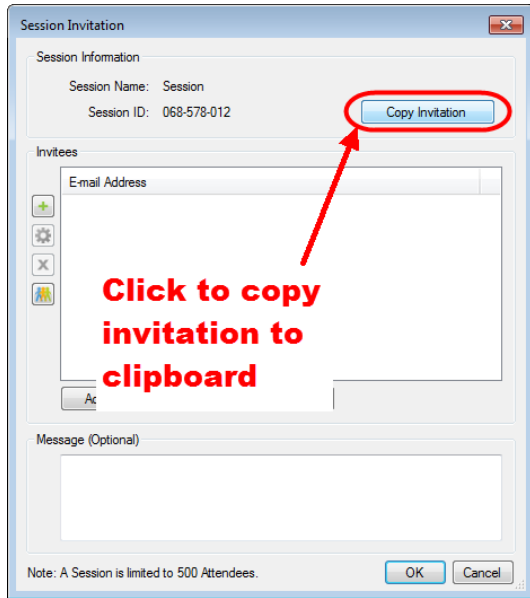 Session Invitation
Session Information
Session Name: Session
Session ID: 068-578-012
Copy Invitation
Invitees
E-mail Address
Click to copy
invitation to
clipboard
Message (Optional)
Note: A Session is limited to 500 Attendees.
OK
Cancel